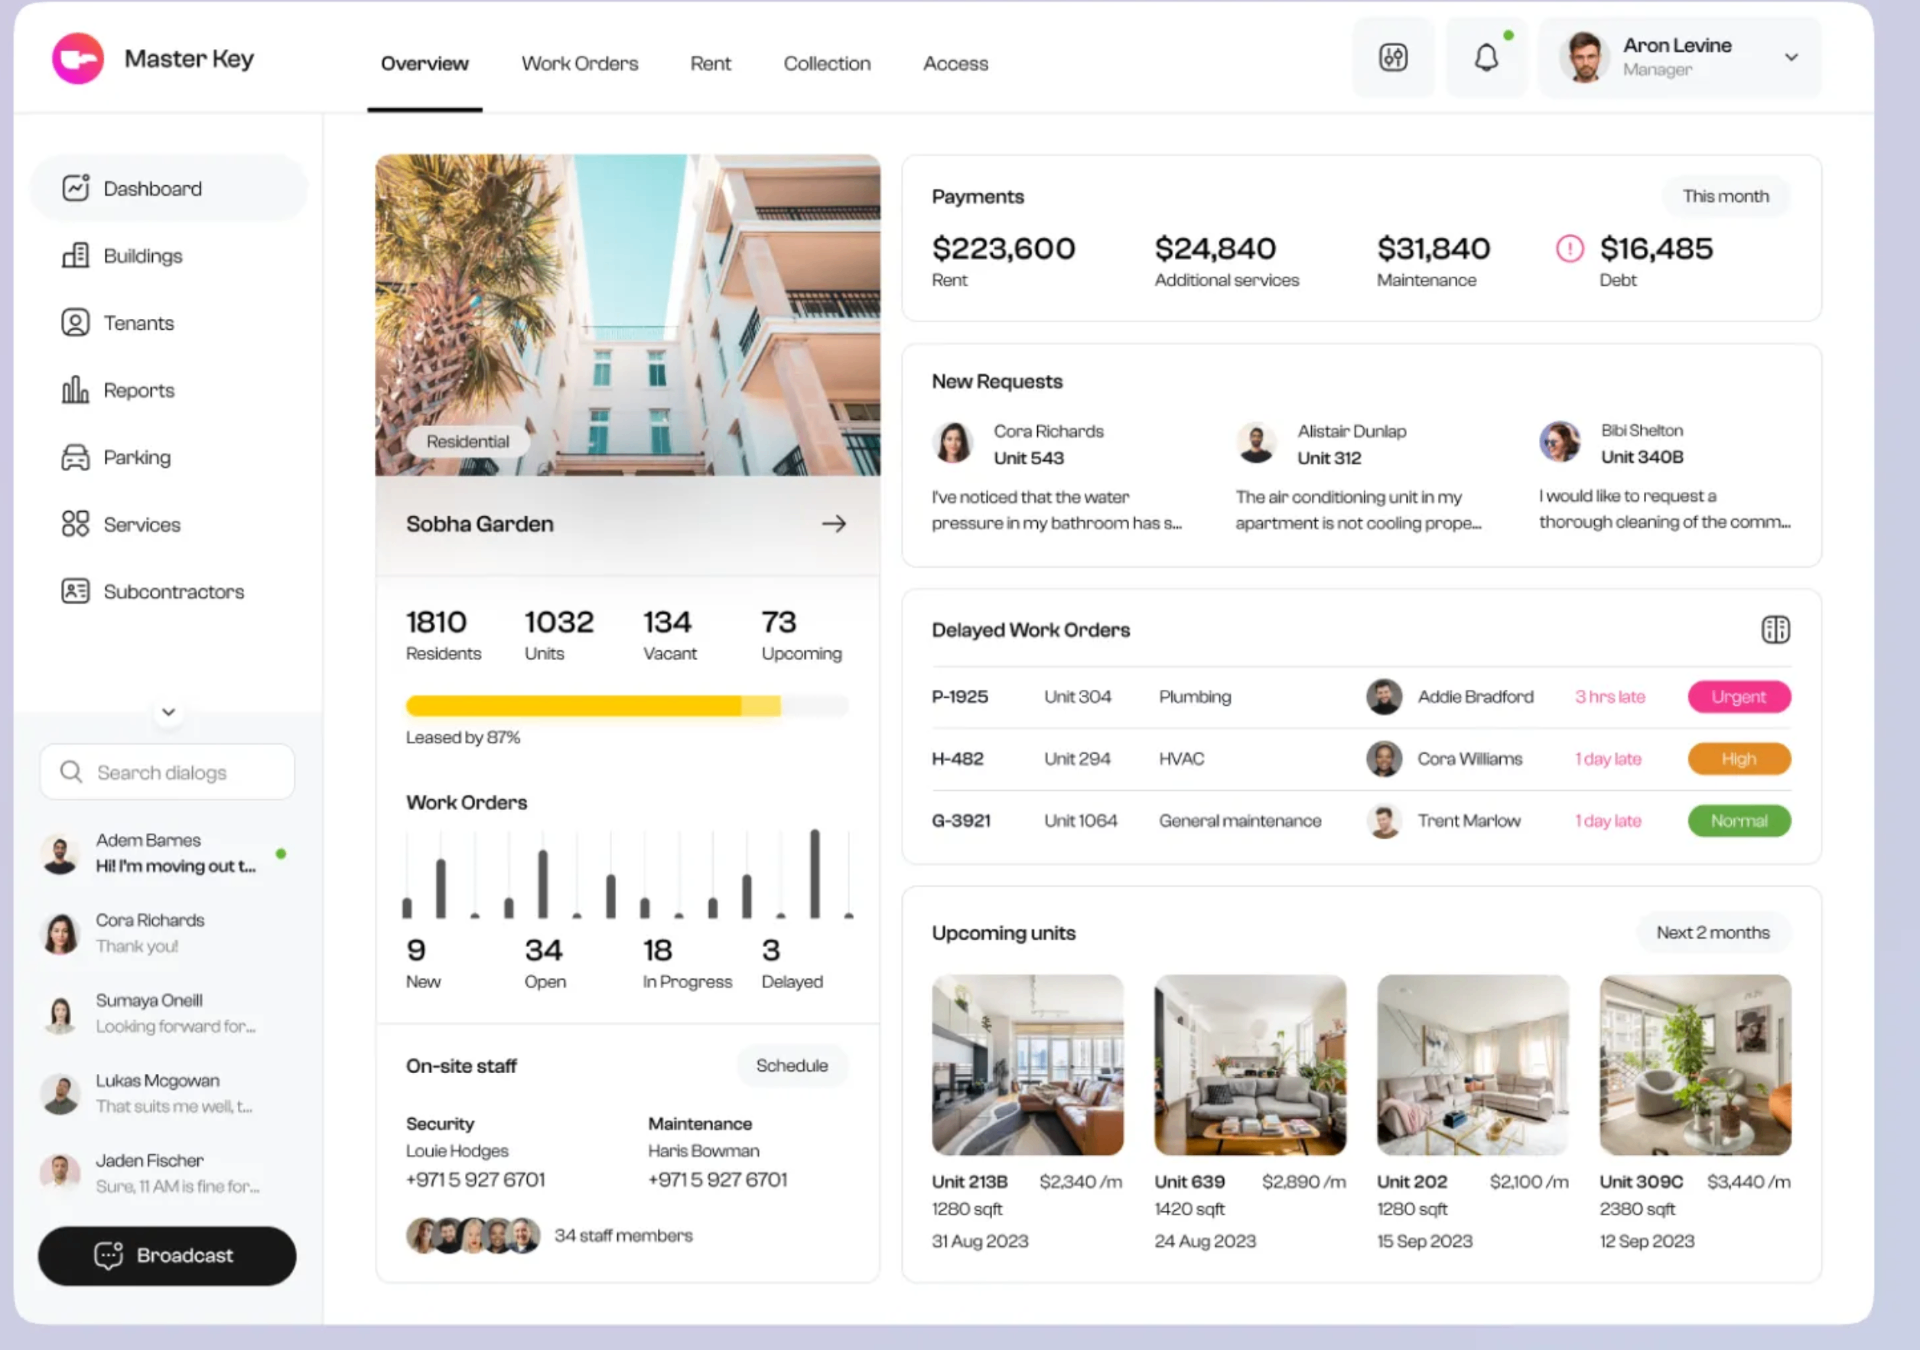 Master Key
Overview
Work Orders
Rent
Collection
Access
Aron Levine
Manager
Dashboard
Buildings
Tenants
Reports
Parking
Services
Subcontractors
Search dialogs
Adem Barnes
Hi! I'm moving out t...
Cora Richards
Thank you!
Sumaya Oneill
Looking forward for...
Lukas Mcgowan
That suits me well, t...
Jaden Fischer
Sure, 11 AM is fine for...
Broadcast
Residential
Sobha Garden
1810
Residents
1032
Units
134
Vacant
73
Upcoming
Leased by 87%
Work Orders
9
New
34
Open
18
In Progress
3
Delayed
On-site staff
Schedule
Security
Louie Hodges
+971 5 927 6701
Maintenance
Haris Bowman
+971 5 927 6701
34 staff members
Payments
This month
$223,600
Rent
$24,840
Additional services
$31,840
Maintenance
$16,485
Debt
New Requests
Cora Richards
Unit 543
I've noticed that the water
pressure in my bathroom has s...
Alistair Dunlap
Unit 312
The air conditioning unit in my
apartment is not cooling prope...
Bibi Shelton
Unit 340B
I would like to request a
thorough cleaning of the comm...
Delayed Work Orders
P-1925 Unit 304 Plumbing Addie Bradford 3 hrs late Urgent
H-482 Unit 294 HVAC Cora Williams 1 day late High
G-3921 Unit 1064 General maintenance Trent Marlow 1 day late Normal
Upcoming units
Next 2 months
Unit 213B $2,340 /m
1280 sqft
31 Aug 2023
Unit 639 $2,890 /m
1420 sqft
24 Aug 2023
Unit 202 $2,100 /m
1280 sqft
15 Sep 2023
Unit 309C $3,440 /m
2380 sqft
12 Sep 2023